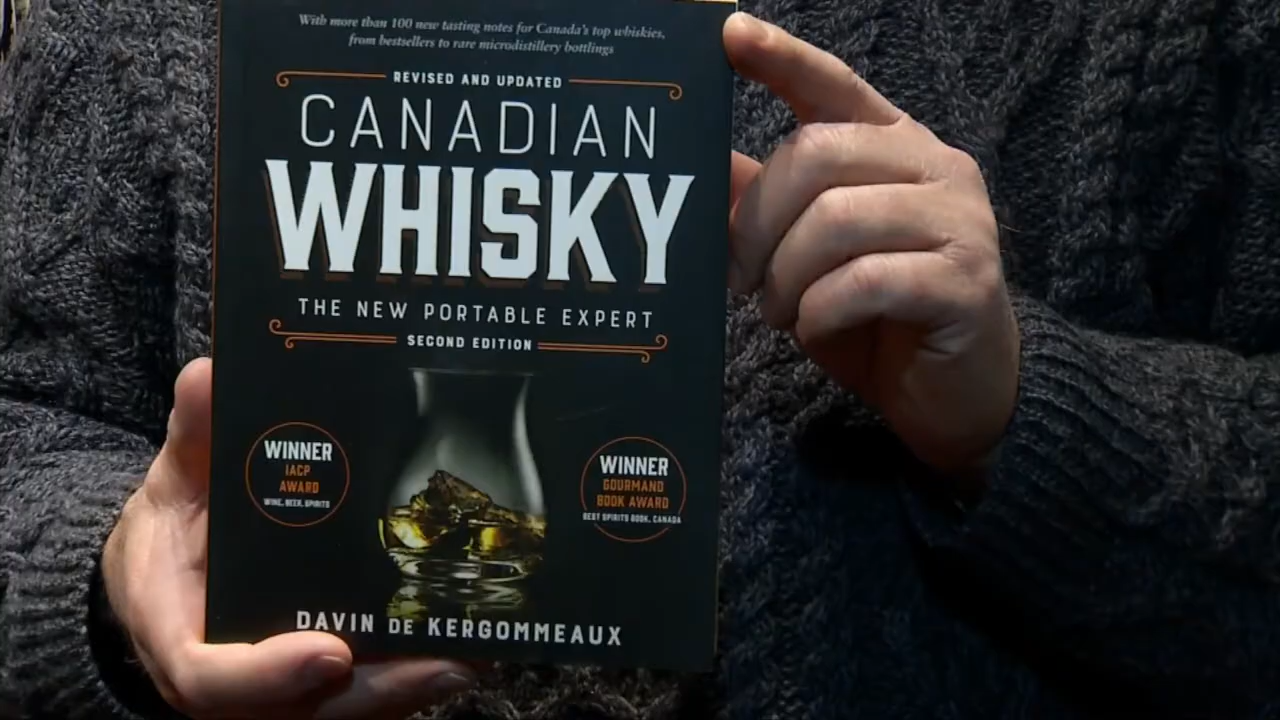 With more than 100 new tasting notes for Canada's top whiskies,
from bestsellers to rare microdistillery bottlings
REVISED AND UPDATED
CANADIAN
WHISKY
THE NEW PORTABLE EXPERT
SECOND EDITION
WINNER
IACP
AWARD
WINE, BEER, SPIRITS
WINNER
GOURMAND
BOOK AWARD
BEST SPIRITS BOOK, CANADA
DAVIN DE KERGOMMEAUX